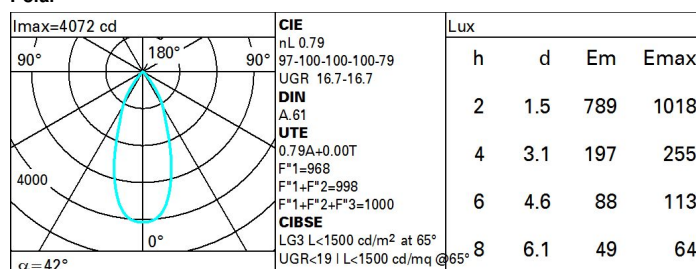 Imax=4072 cd
90° 180° 90°
4000
0°
α=42°
CIE
nL 0.79
97-100-100-100-79
UGR 16.7-16.7
DIN
A.61
UTE
0.79A+0.00T
F"1=968
F"1+F"2=998
F"1+F"2+F"3=1000
CIBSE
LG3 L<1500 cd/m² at 65°
UGR<19 | L<1500 cd/mq @65°
Lux
h d Em Emax
2 1.5 789 1018
4 3.1 197 255
6 4.6 88 113
8 6.1 49 64